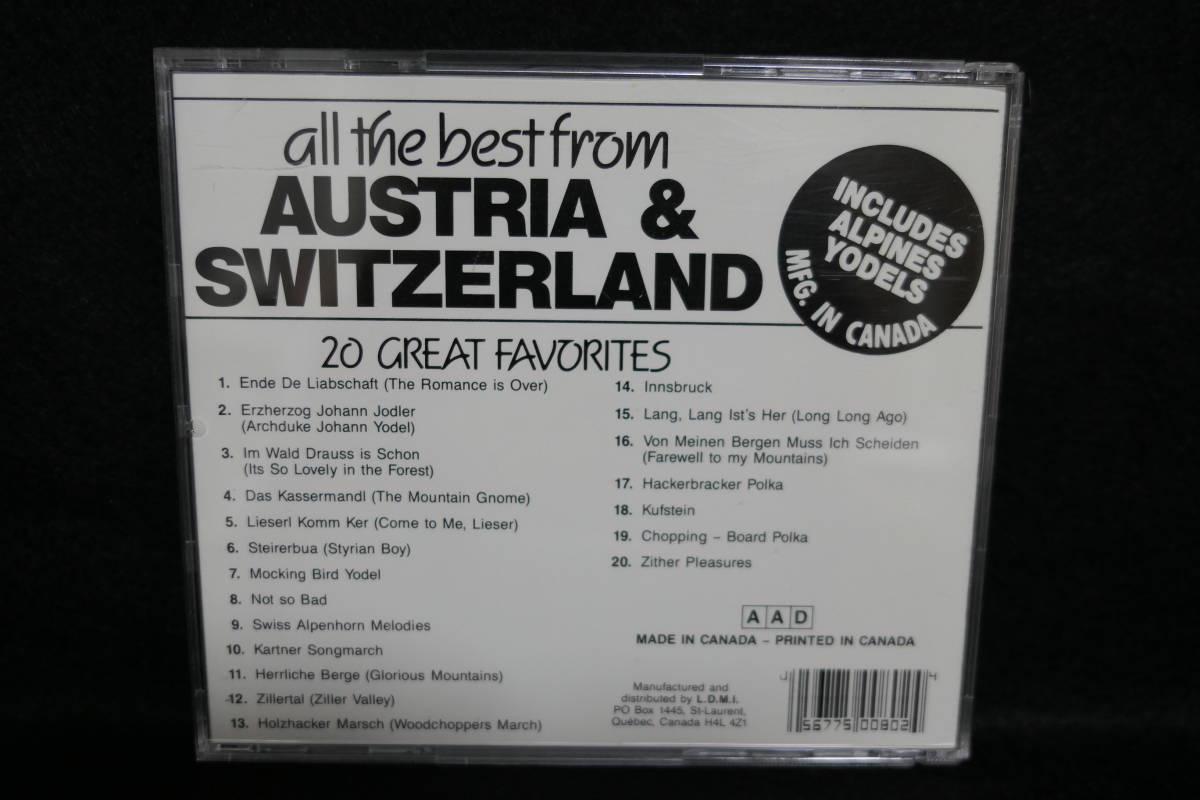 all the best from
AUSTRIA &
SWITZERLAND
INCLUDES
ALPINES
YODELS
MFG. IN CANADA
20 GREAT FAVORITES
1. Ende De Liabschaft (The Romance is Over)
2. Erzherzog Johann Jodler
(Archduke Johann Yodel)
3. Im Wald Drauss is Schon
(Its So Lovely in the Forest)
4. Das Kassermandl (The Mountain Gnome)
5. Lieserl Komm Ker (Come to Me, Lieser)
6. Steirerbua (Styrian Boy)
7. Mocking Bird Yodel
8. Not so Bad
9. Swiss Alpenhorn Melodies
10. Kartner Songmarch
11. Herrliche Berge (Glorious Mountains)
12. Zillertal (Ziller Valley)
13. Holzhacker Marsch (Woodchoppers March)
14. Innsbruck
15. Lang, Lang Ist's Her (Long Long Ago)
16. Von Meinen Bergen Muss Ich Scheiden
(Farewell to my Mountains)
17. Hackerbracker Polka
18. Kufstein
19. Chopping – Board Polka
20. Zither Pleasures
AAD
MADE IN CANADA – PRINTED IN CANADA
Manufactured and
distributed by L.D.M.I.
PO Box 1445, St-Laurent,
Québec, Canada H4L 4Z1
56775 00802 4